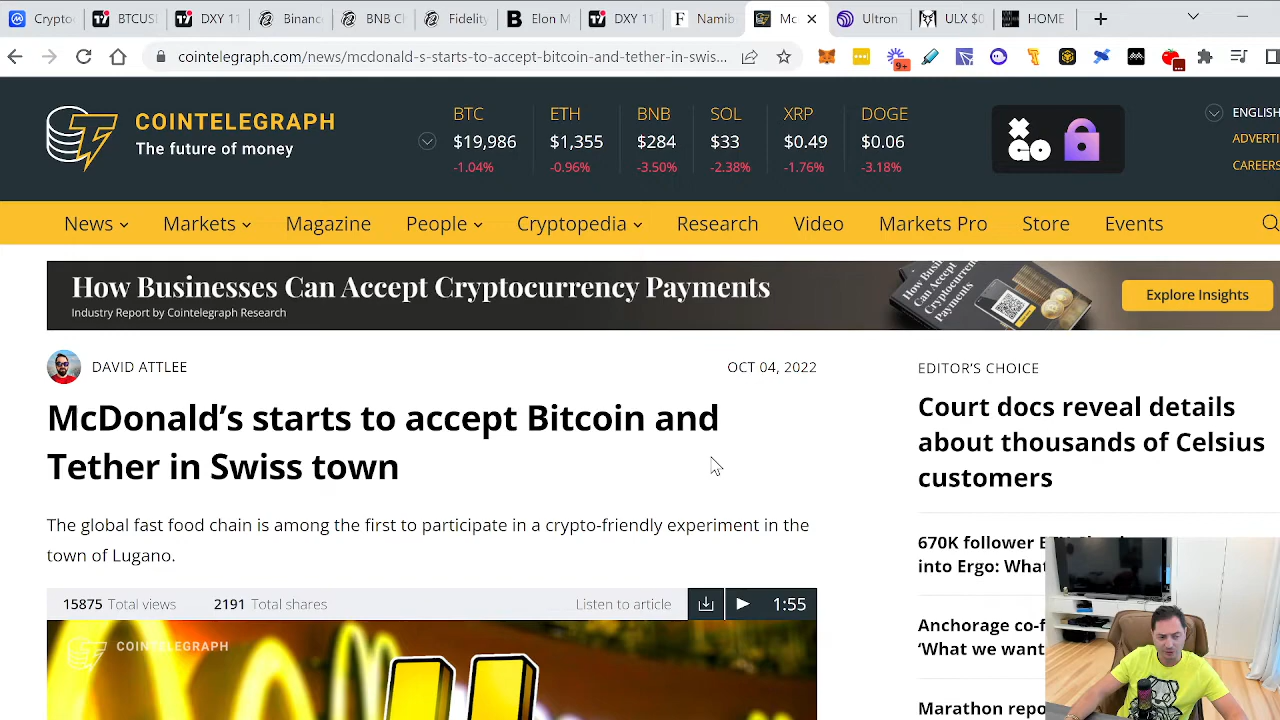 Crypto
BTCUS
DXY 11
Binanc
BNB C
Fidelity
Elon M
DXY 11
Namib
Mc
Ultron
ULX $0
HOME
cointelegraph.com/news/mcdonald-s-starts-to-accept-bitcoin-and-tether-in-swis...
9+
COINTELEGRAPH
The future of money
BTC
$19,986
-1.04%
ETH
$1,355
-0.96%
BNB
$284
-3.50%
SOL
$33
-2.38%
XRP
$0.49
-1.76%
DOGE
$0.06
-3.18%
ENGLISH
ADVERTI
CAREERS
News
Markets
Magazine
People
Cryptopedia
Research
Video
Markets Pro
Store
Events
How Businesses Can Accept Cryptocurrency Payments
Industry Report by Cointelegraph Research
Explore Insights
DAVID ATTLEE
OCT 04, 2022
McDonald’s starts to accept Bitcoin and
Tether in Swiss town
The global fast food chain is among the first to participate in a crypto-friendly experiment in the
town of Lugano.
15875 Total views
2191 Total shares
Listen to article
1:55
COINTELEGRAPH
EDITOR’S CHOICE
Court docs reveal details
about thousands of Celsius
customers
670K follower
into Ergo: What
Anchorage co-f
‘What we want
Marathon repo